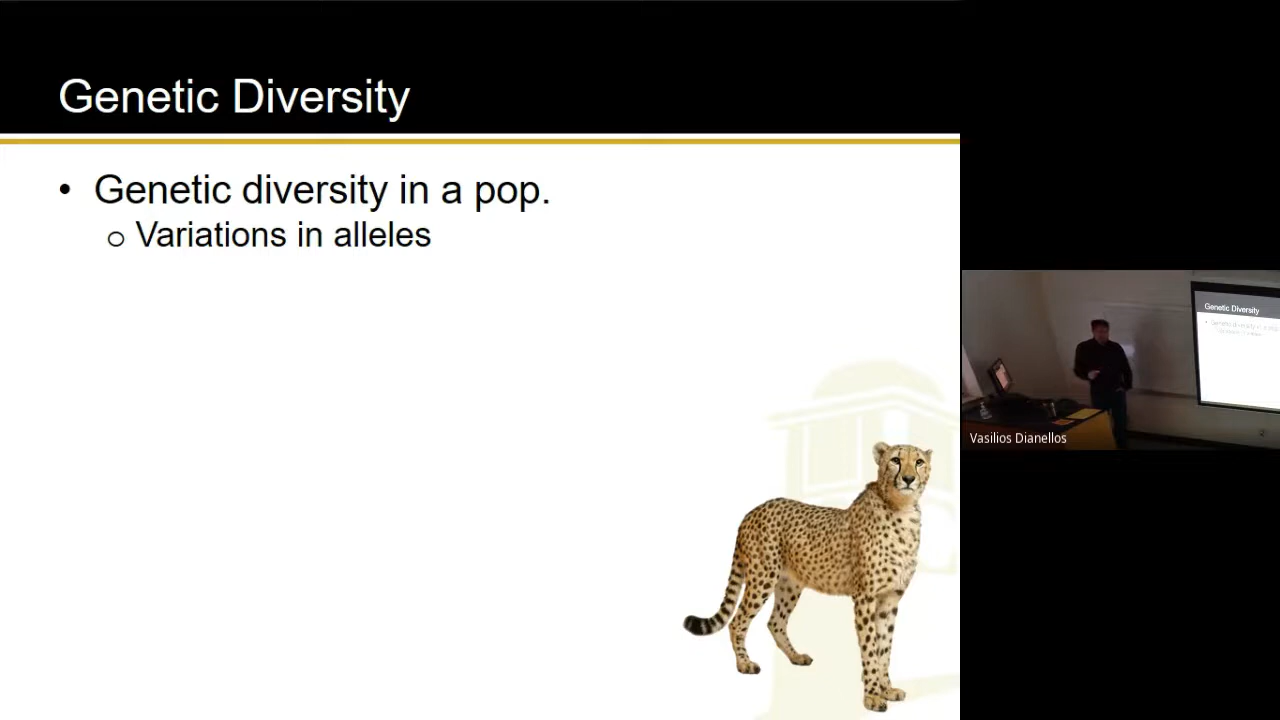 Genetic Diversity
• Genetic diversity in a pop.
o Variations in alleles
Genetic Diversity
Vasilios Dianellos